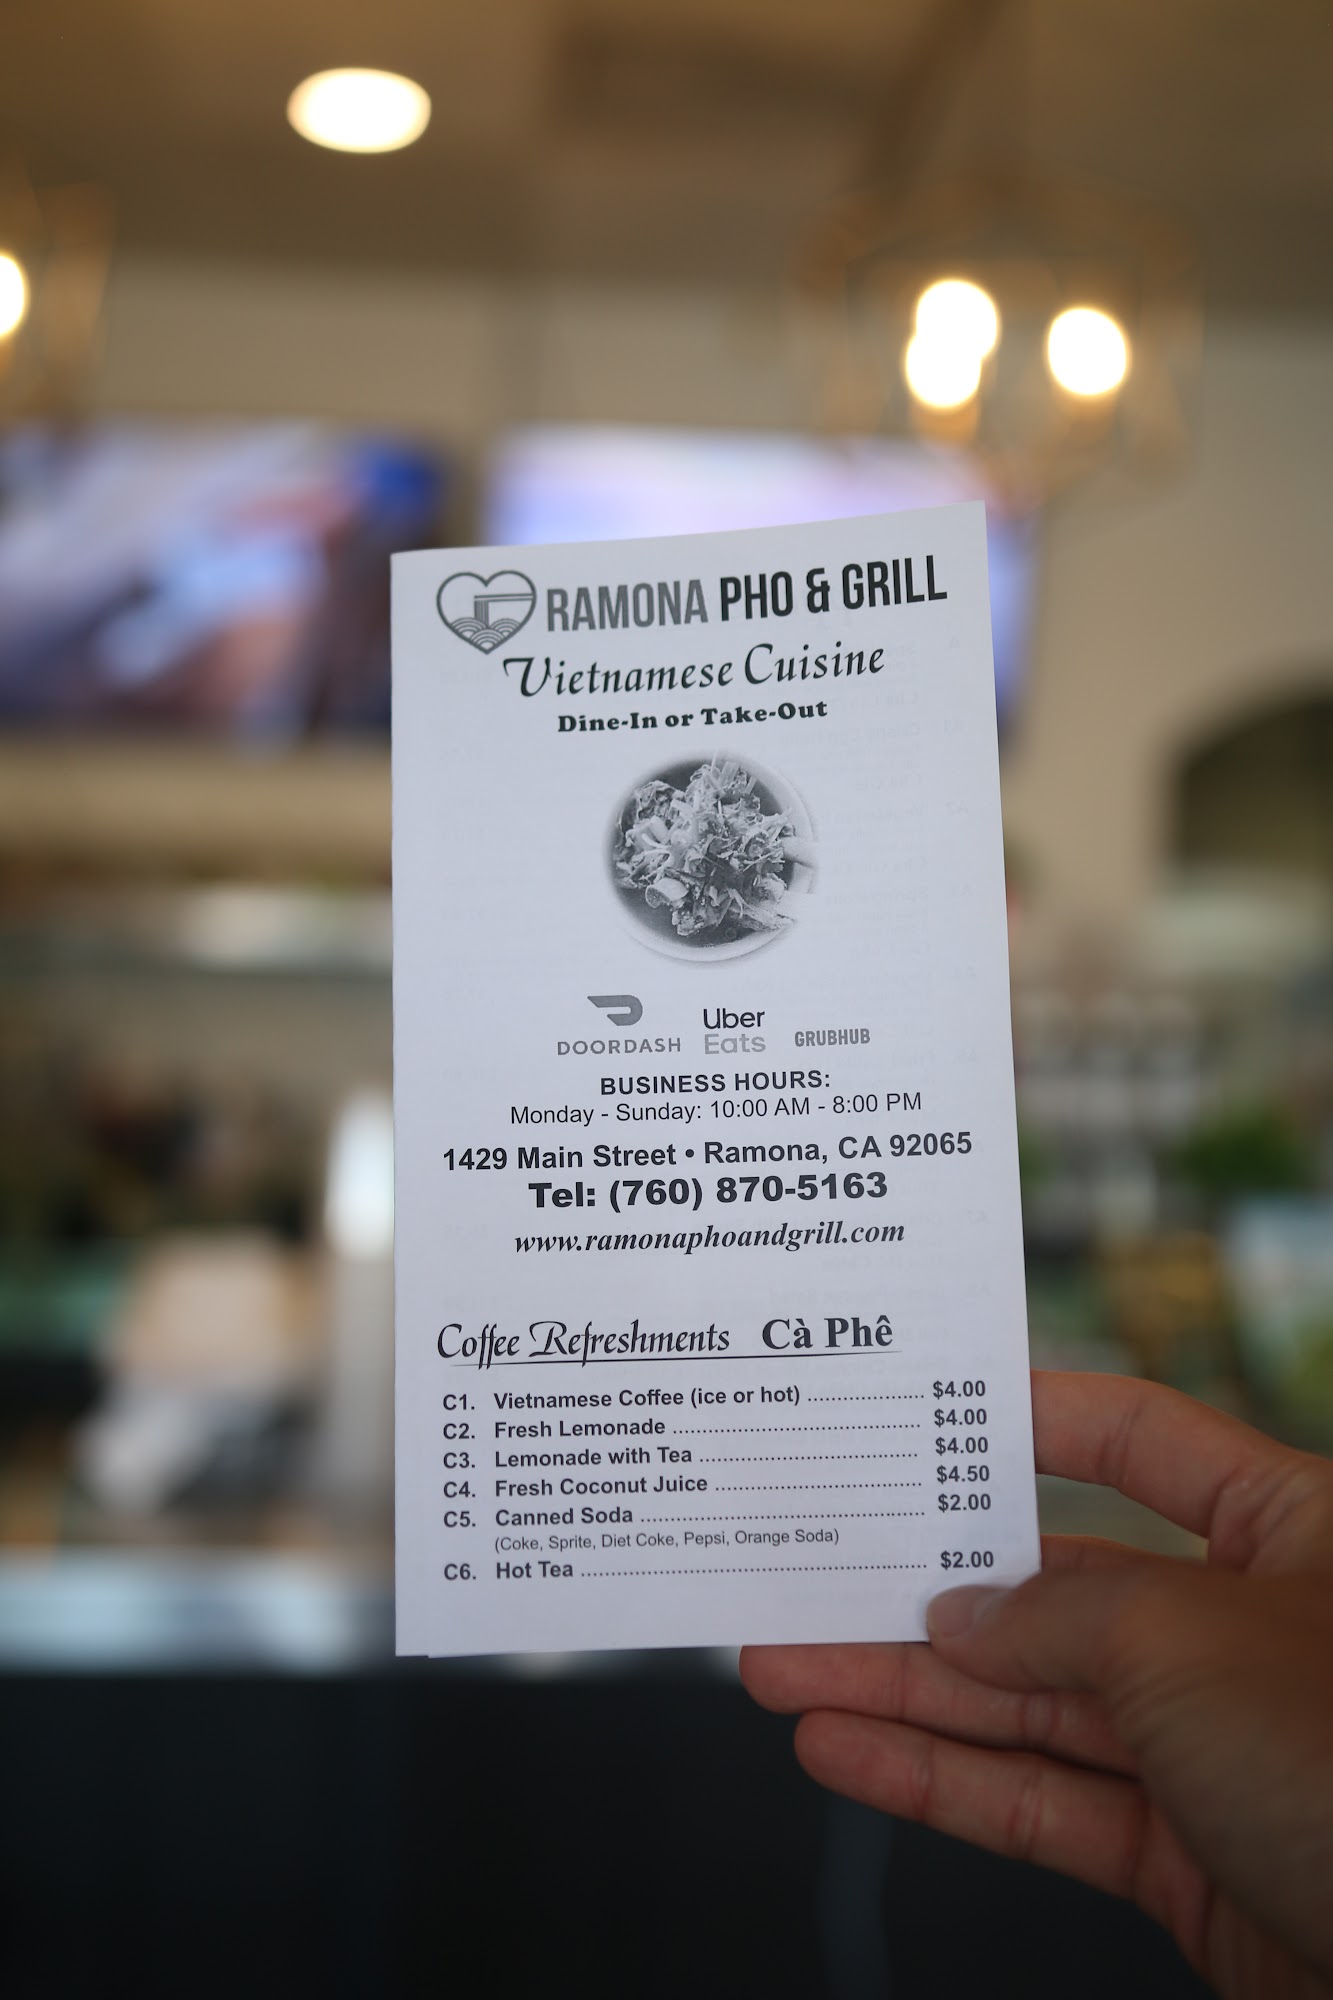 RAMONA PHO & GRILL
Vietnamese Cuisine
Dine-In or Take-Out
DOORDASH Uber Eats GRUBHUB
BUSINESS HOURS:
Monday - Sunday: 10:00 AM - 8:00 PM
1429 Main Street • Ramona, CA 92065
Tel: (760) 870-5163
www.ramonaphoandgrill.com
Coffee Refreshments Cà Phê
C1. Vietnamese Coffee (ice or hot) .................... $4.00
C2. Fresh Lemonade .......................................... $4.00
C3. Lemonade with Tea ..................................... $4.00
C4. Fresh Coconut Juice ................................... $4.50
C5. Canned Soda ................................................ $2.00
(Coke, Sprite, Diet Coke, Pepsi, Orange Soda)
C6. Hot Tea .......................................................... $2.00